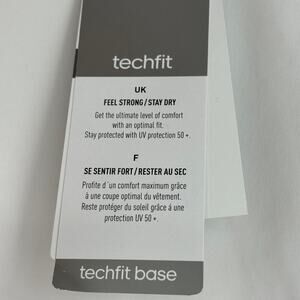 techfit
UK
FEEL STRONG/STAY DRY
Get the ultimate level of comfort
with an optimal fit.
Stay protected with UV protection 50 +.
F
SE SENTIR FORT/RESTER AU SEC
Profite d´un comfort maximum grâce
à une coupe optimal du vêtement.
Reste protéger du soleil grâce á une
protection UV 50 +.
techfit base